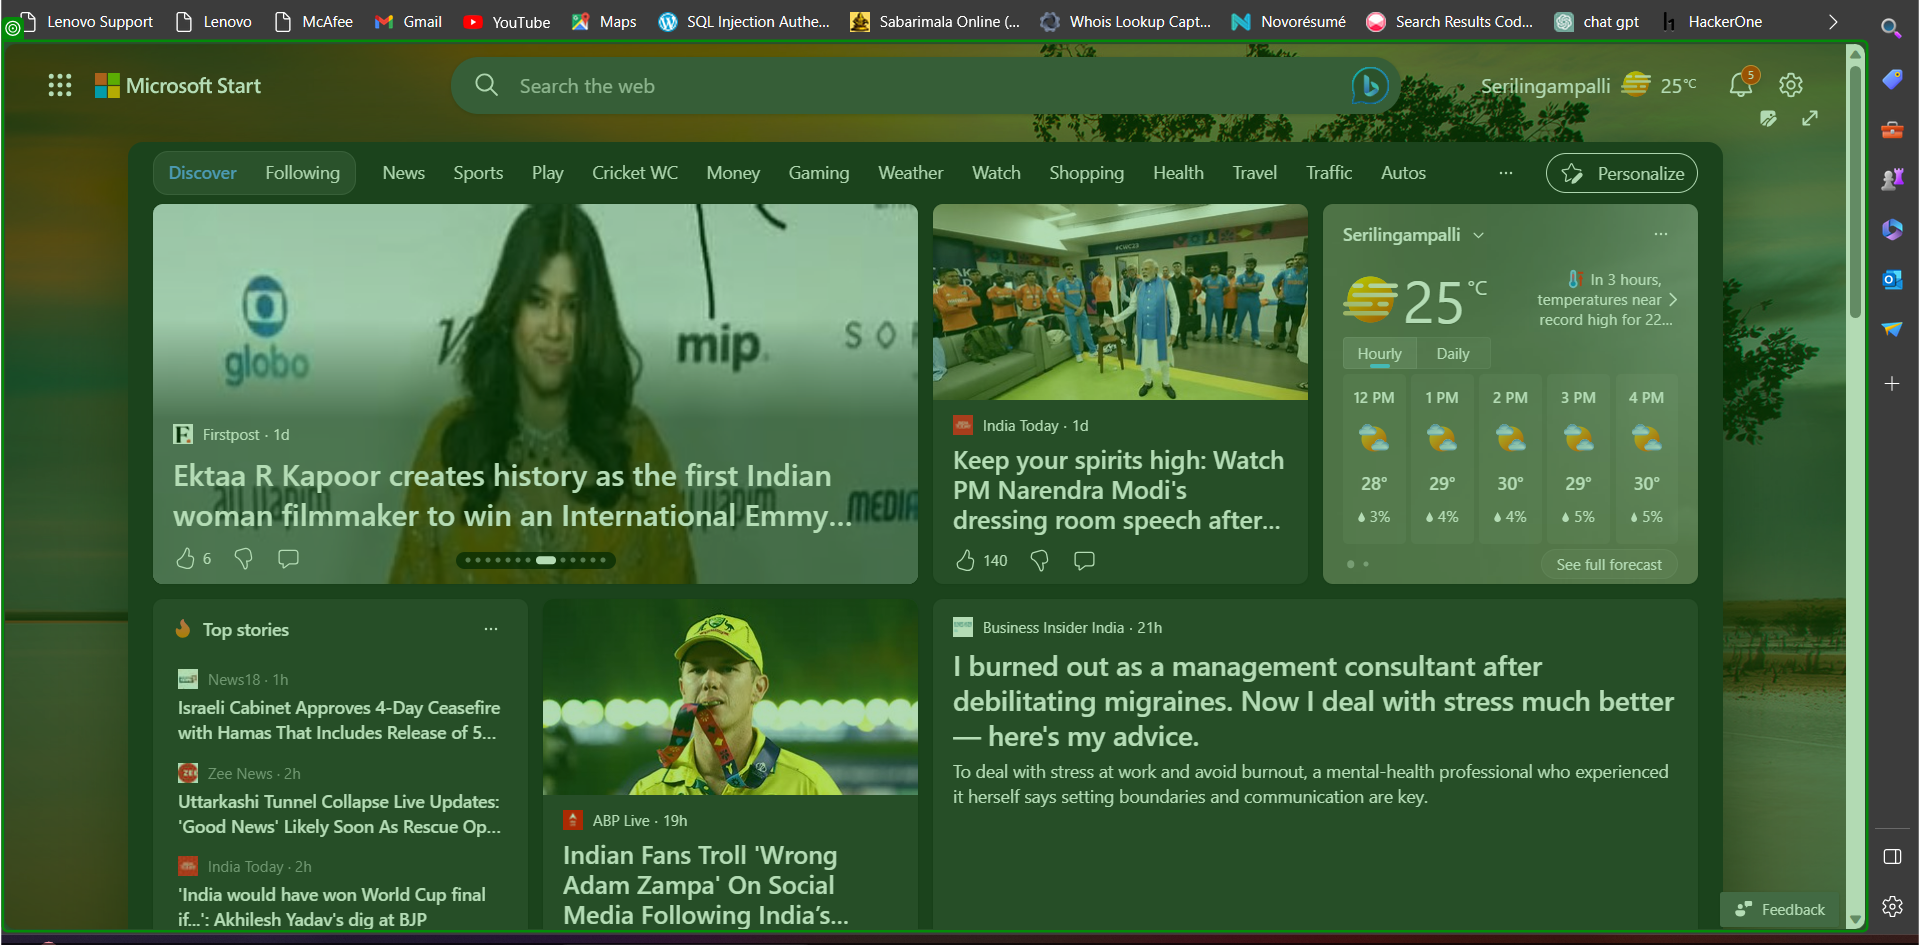 Lenovo Support
Lenovo
McAfee
Gmail
YouTube
Maps
SQL Injection Authe...
Sabarimala Online (...
Whois Lookup Capt...
Novorésumé
Search Results Cod...
chat gpt
HackerOne
Microsoft Start
Search the web
Serilingampalli
25°C
5
Discover
Following
News
Sports
Play
Cricket WC
Money
Gaming
Weather
Watch
Shopping
Health
Travel
Traffic
Autos
...
Personalize
globo
mip.
SO
MEDIA
Firstpost · 1d
Ektaa R Kapoor creates history as the first Indian
woman filmmaker to win an International Emmy...
6
India Today · 1d
Keep your spirits high: Watch
PM Narendra Modi's
dressing room speech after...
140
Serilingampalli
...
25°C
In 3 hours,
temperatures near
record high for 22...
Hourly
Daily
12 PM
1 PM
2 PM
3 PM
4 PM
28°
29°
30°
29°
30°
3%
4%
4%
5%
5%
See full forecast
Top stories
...
News18 · 1h
Israeli Cabinet Approves 4-Day Ceasefire
with Hamas That Includes Release of 5...
Zee News · 2h
Uttarkashi Tunnel Collapse Live Updates:
'Good News' Likely Soon As Rescue Op...
India Today · 2h
'India would have won World Cup final
if...': Akhilesh Yadav's dig at BJP
ABP Live · 19h
Indian Fans Troll 'Wrong
Adam Zampa' On Social
Media Following India's...
Business Insider India · 21h
I burned out as a management consultant after
debilitating migraines. Now I deal with stress much better
— here's my advice.
To deal with stress at work and avoid burnout, a mental-health professional who experienced
it herself says setting boundaries and communication are key.
Feedback